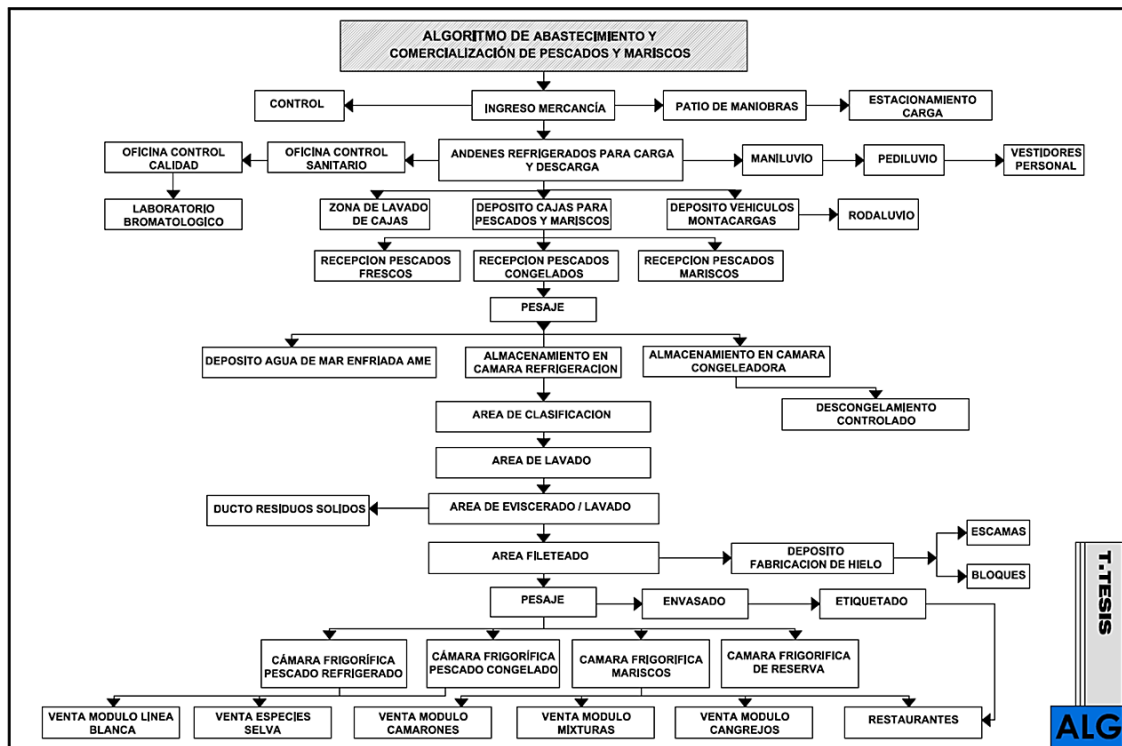 ALGORITMO DE ABASTECIMIENTO Y
COMERCIALIZACIÓN DE PESCADOS Y MARISCOS
CONTROL
INGRESO MERCANCÍA
PATIO DE MANIOBRAS
ESTACIONAMIENTO
CARGA
OFICINA CONTROL
CALIDAD
OFICINA CONTROL
SANITARIO
ANDENES REFRIGERADOS PARA CARGA
Y DESCARGA
MANILUVIO
PEDILUVIO
VESTIDORES
PERSONAL
LABORATORIO
BROMATOLOGICO
ZONA DE LAVADO
DE CAJAS
DEPOSITO CAJAS PARA
PESCADOS Y MARISCOS
DEPOSITO VEHICULOS
MONTACARGAS
RODALUVIO
RECEPCION PESCADOS
FRESCOS
RECEPCION PESCADOS
CONGELADOS
RECEPCION PESCADOS
MARISCOS
PESAJE
DEPOSITO AGUA DE MAR ENFRIADA AME
ALMACENAMIENTO EN
CAMARA REFRIGERACION
ALMACENAMIENTO EN CAMARA
CONGELEADORA
DESCONGELAMIENTO
CONTROLADO
AREA DE CLASIFICACION
AREA DE LAVADO
DUCTO RESIDUOS SOLIDOS
AREA DE EVISCERADO / LAVADO
AREA FILETEADO
DEPOSITO
FABRICACION DE HIELO
ESCAMAS
BLOQUES
PESAJE
ENVASADO
ETIQUETADO
CÁMARA FRIGORÍFICA
PESCADO REFRIGERADO
CÁMARA FRIGORÍFICA
PESCADO CONGELADO
CAMARA FRIGORIFICA
MARISCOS
CAMARA FRIGORIFICA
DE RESERVA
VENTA MODULO LINEA
BLANCA
VENTA ESPECIES
SELVA
VENTA MODULO
CAMARONES
VENTA MODULO
MIXTURAS
VENTA MODULO
CANGREJOS
RESTAURANTES
T.TESIS
ALG